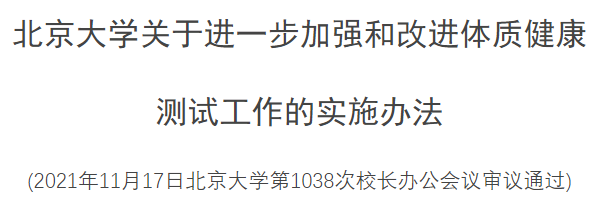 北京大学关于进一步加强和改进体质健康
测试工作的实施办法
(2021年11月17日北京大学第1038次校长办公会议审议通过)